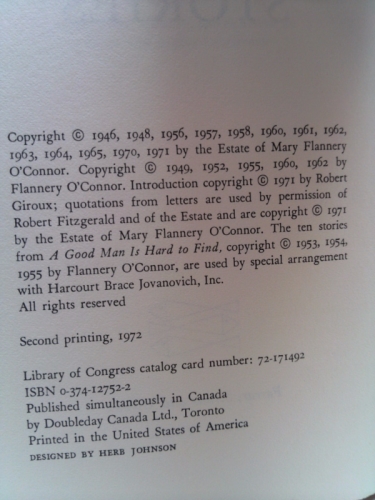 STORIES
Copyright © 1946, 1948, 1956, 1957, 1958, 1960, 1961, 1962,
1963, 1964, 1965, 1970, 1971 by the Estate of Mary Flannery
O'Connor. Copyright © 1949, 1952, 1955, 1960, 1962 by
Flannery O'Connor. Introduction copyright © 1971 by Robert
Giroux; quotations from letters are used by permission of
Robert Fitzgerald and of the Estate and are copyright © 1971
by the Estate of Mary Flannery O'Connor. The ten stories
from A Good Man Is Hard to Find, copyright © 1953, 1954,
1955 by Flannery O'Connor, are used by special arrangement
with Harcourt Brace Jovanovich, Inc.
All rights reserved
Second printing, 1972
Library of Congress catalog card number: 72-171492
ISBN 0-374-12752-2
Published simultaneously in Canada
by Doubleday Canada Ltd., Toronto
Printed in the United States of America
DESIGNED BY HERB JOHNSON